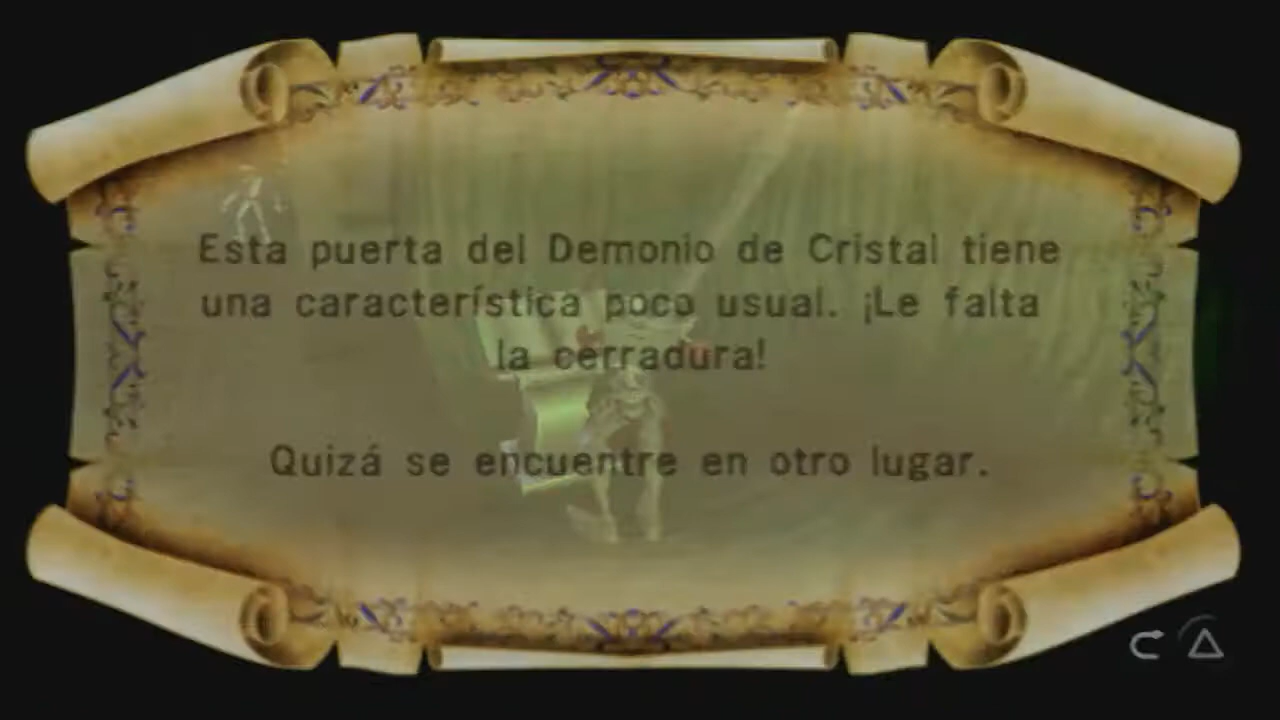 Esta puerta del Demonio de Cristal tiene
una característica poco usual. ¡Le falta
la cerradura!
Quizá se encuentre en otro lugar.